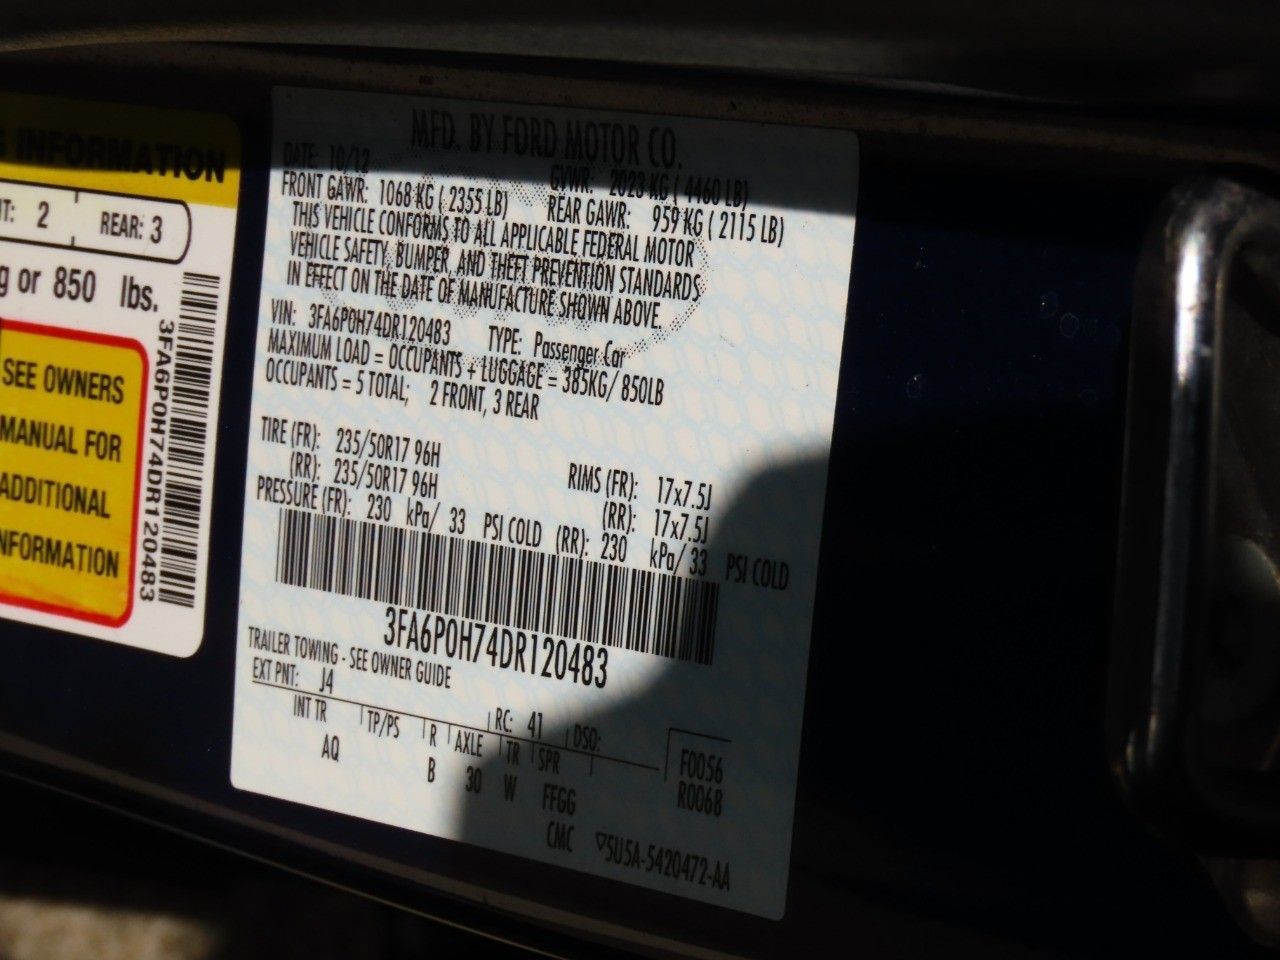 INFORMATION
: 2 REAR: 3
g or 850 lbs.
SEE OWNERS
MANUAL FOR
ADDITIONAL
INFORMATION
3FA6P0H74DR120483
MFD. BY FORD MOTOR CO.
DATE: 10/12 GVWR: 2023 KG ( 4460 LB)
FRONT GAWR: 1068 KG ( 2355 LB) REAR GAWR: 959 KG ( 2115 LB)
THIS VEHICLE CONFORMS TO ALL APPLICABLE FEDERAL MOTOR
VEHICLE SAFETY, BUMPER, AND THEFT PREVENTION STANDARDS
IN EFFECT ON THE DATE OF MANUFACTURE SHOWN ABOVE.
VIN: 3FA6P0H74DR120483 TYPE: Passenger Car
MAXIMUM LOAD = OCCUPANTS + LUGGAGE = 385KG/ 850LB
OCCUPANTS = 5 TOTAL; 2 FRONT, 3 REAR
TIRE (FR): 235/50R17 96H RIMS (FR): 17x7.5J
(RR): 235/50R17 96H (RR): 17x7.5J
PRESSURE (FR): 230 kPa/ 33 PSI COLD (RR): 230 kPa/ 33 PSI COLD
3FA6P0H74DR120483
TRAILER TOWING - SEE OWNER GUIDE
EXT PNT: J4 RC: 41 DSO:
INT TR TP/PS R AXLE TR SPR F0056
AQ B 30 W FFGG R0068
CMC ▽5U5A-5420472-AA